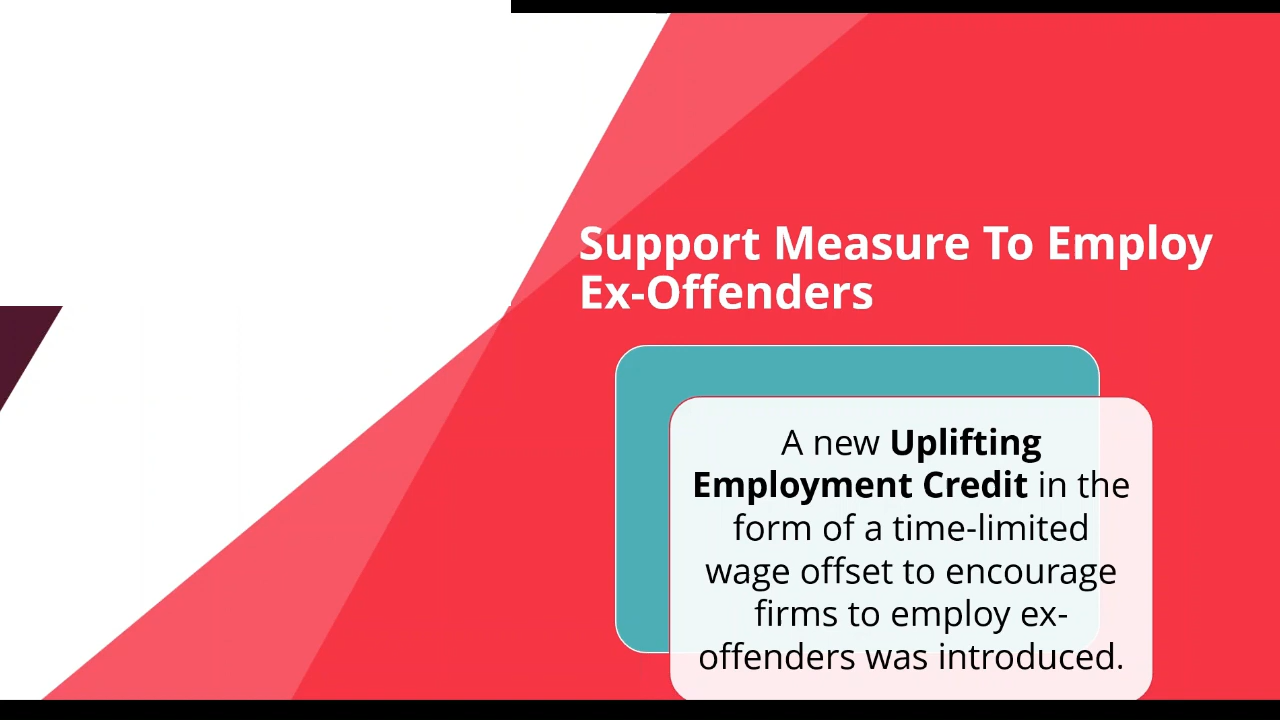 Support Measure To Employ
Ex-Offenders
A new Uplifting
Employment Credit in the
form of a time-limited
wage offset to encourage
firms to employ ex-
offenders was introduced.